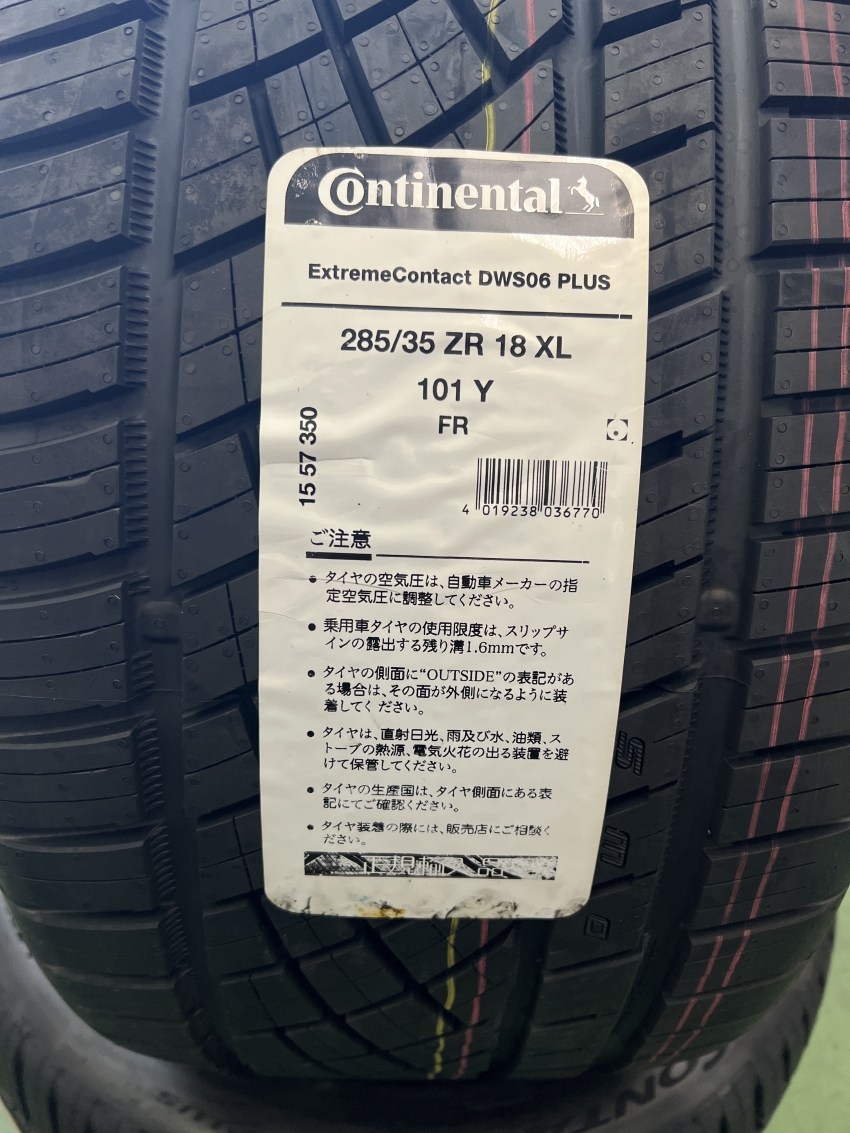 Continental
ExtremeContact DWS06 PLUS
285/35 ZR 18 XL
101 Y
FR
15 57 350
4 019238 036770
ご注意
• タイヤの空気圧は、自動車メーカーの指
定空気圧に調整してください。
• 乗用車タイヤの使用限度は、スリップサ
インの露出する残り溝1.6mmです。
• タイヤの側面に“OUTSIDE”の表記があ
る場合は、その面が外側になるように装
着してください。
• タイヤは、直射日光、雨及び水、油類、ス
トーブの熱源、電気火花の出る装置を避
けて保管してください。
• タイヤの生産国は、タイヤ側面にある表
記にてご確認ください。
• タイヤ装着の際には、販売店にご相談く
ださい。
正規輸入品
CONT